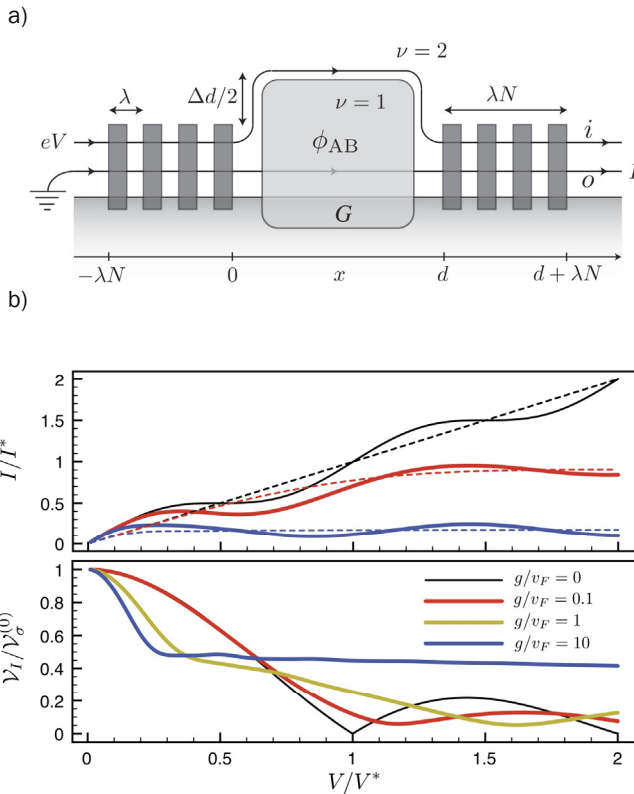 a)
ν = 2
λ
Δd/2
ν = 1
λN
eV
ϕ_AB
i
o
G
−λN
0
x
d
d + λN
b)
2
1.5
1
0.5
0
I/I*
1
0.8
0.6
0.4
0.2
0
𝒱_I/𝒱_σ^(0)
g/v_F = 0
g/v_F = 0.1
g/v_F = 1
g/v_F = 10
0
0.5
1
1.5
2
V/V*